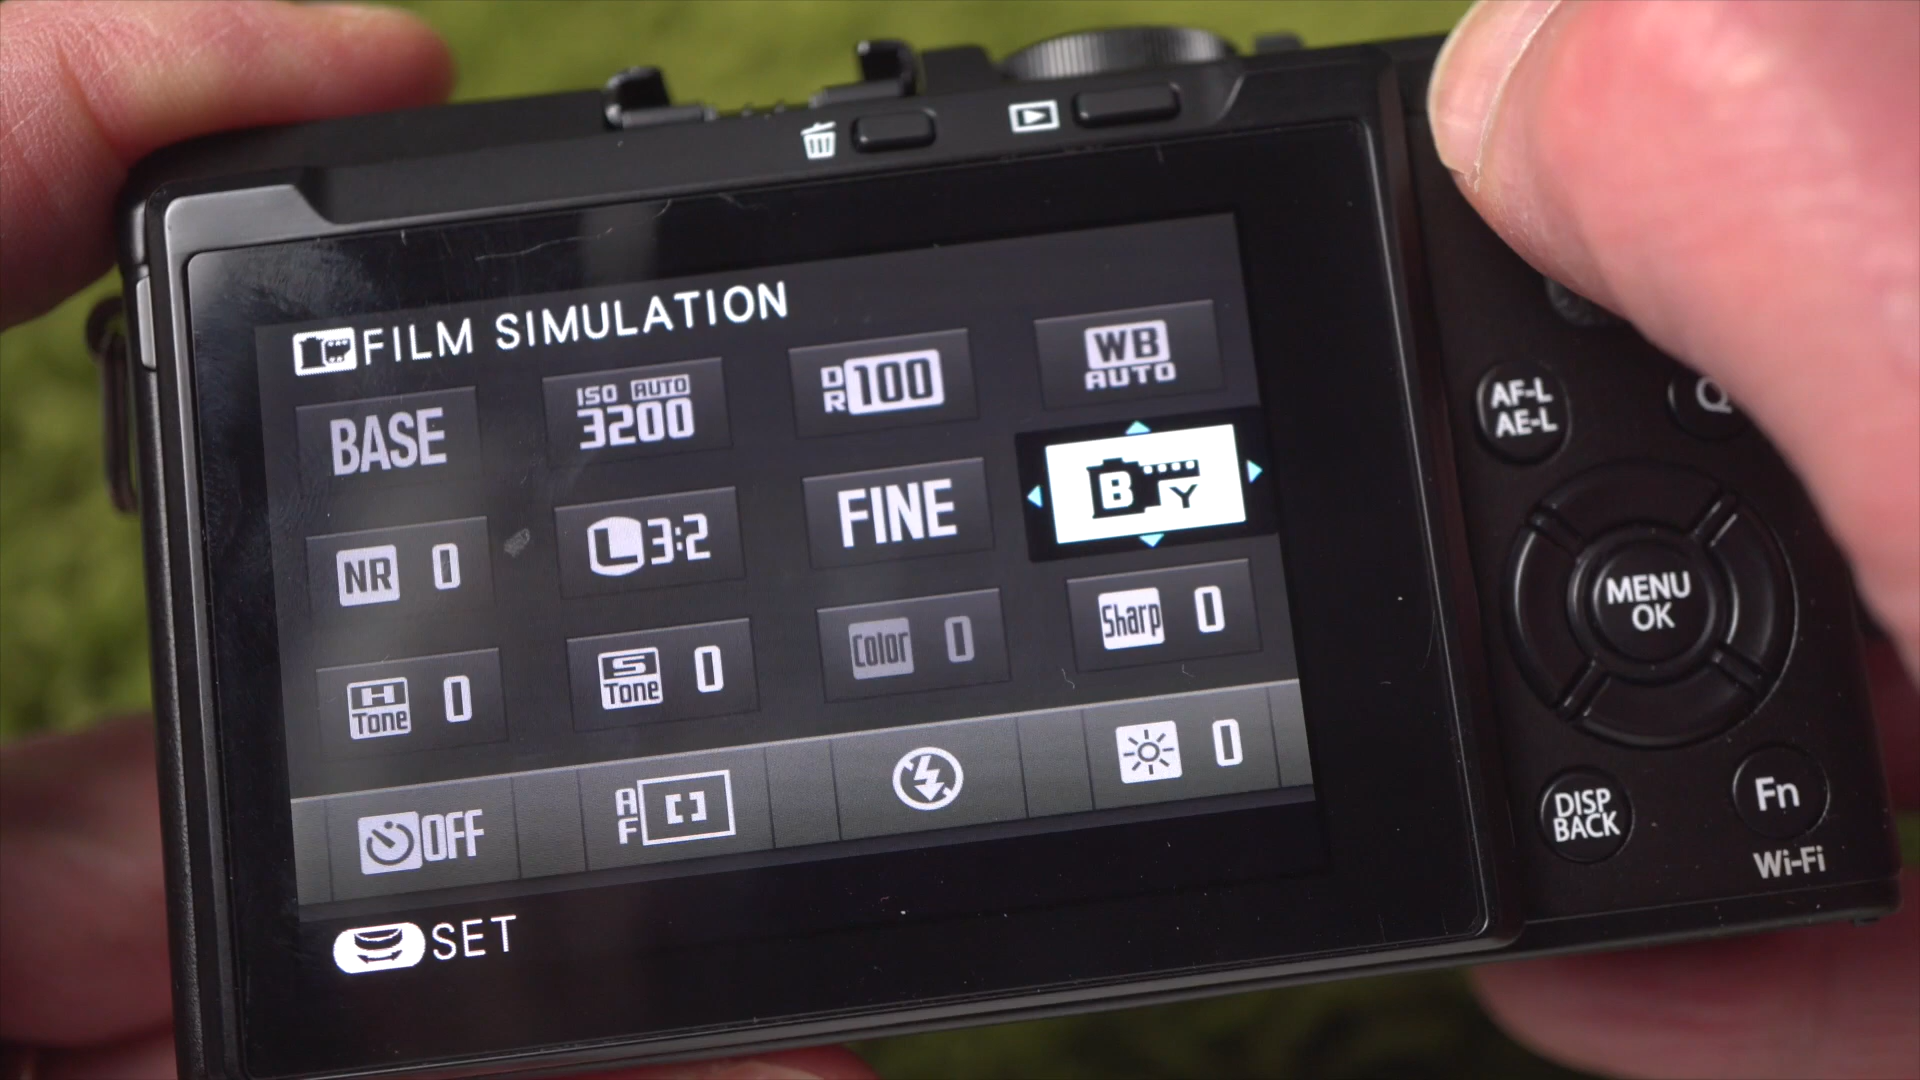 FILM SIMULATION
BASE
ISO AUTO 3200
DR 100
WB AUTO
NR 0
L 3:2
FINE
B Y
H Tone 0
S Tone 0
Color 0
Sharp 0
OFF
AF
0
SET
AF-L
AE-L
Q
MENU
OK
DISP
BACK
Fn
Wi-Fi